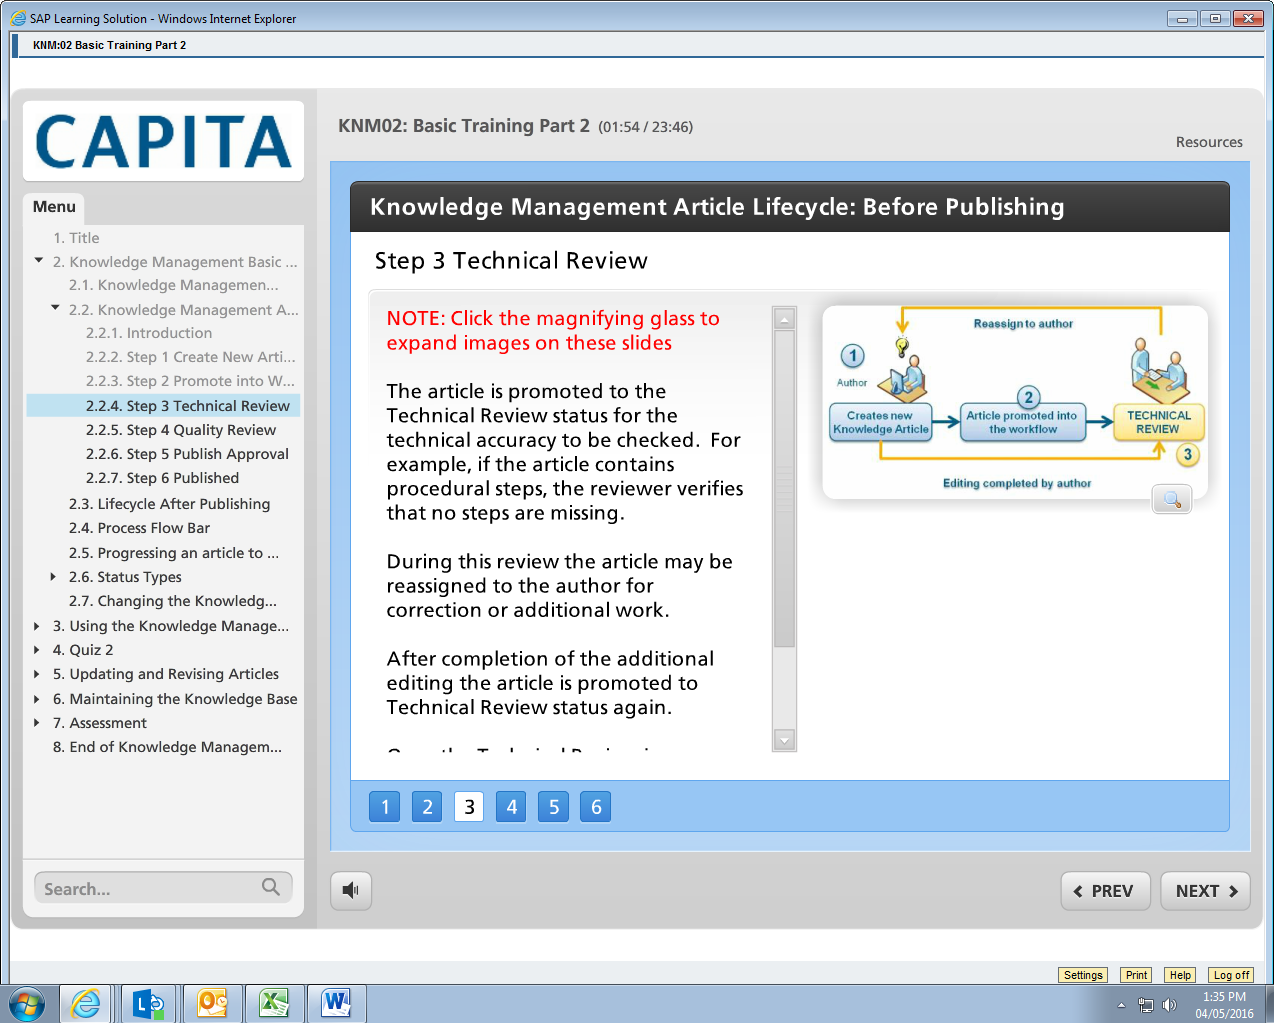 SAP Learning Solution - Windows Internet Explorer
KNM:02 Basic Training Part 2
CAPITA
KNM02: Basic Training Part 2 (01:54 / 23:46)
Resources
Menu
1. Title
2. Knowledge Management Basic ...
2.1. Knowledge Managemen...
2.2. Knowledge Management A...
2.2.1. Introduction
2.2.2. Step 1 Create New Arti...
2.2.3. Step 2 Promote into W...
2.2.4. Step 3 Technical Review
2.2.5. Step 4 Quality Review
2.2.6. Step 5 Publish Approval
2.2.7. Step 6 Published
2.3. Lifecycle After Publishing
2.4. Process Flow Bar
2.5. Progressing an article to ...
2.6. Status Types
2.7. Changing the Knowledg...
3. Using the Knowledge Manage...
4. Quiz 2
5. Updating and Revising Articles
6. Maintaining the Knowledge Base
7. Assessment
8. End of Knowledge Managem...
Search...
Knowledge Management Article Lifecycle: Before Publishing
Step 3 Technical Review
NOTE: Click the magnifying glass to
expand images on these slides
The article is promoted to the
Technical Review status for the
technical accuracy to be checked. For
example, if the article contains
procedural steps, the reviewer verifies
that no steps are missing.
During this review the article may be
reassigned to the author for
correction or additional work.
After completion of the additional
editing the article is promoted to
Technical Review status again.
Reassign to author
1
Author
Creates new
Knowledge Article
2
Article promoted into
the workflow
TECHNICAL
REVIEW
3
Editing completed by author
1 2 3 4 5 6
PREV
NEXT
Settings
Print
Help
Log off
1:35 PM
04/05/2016